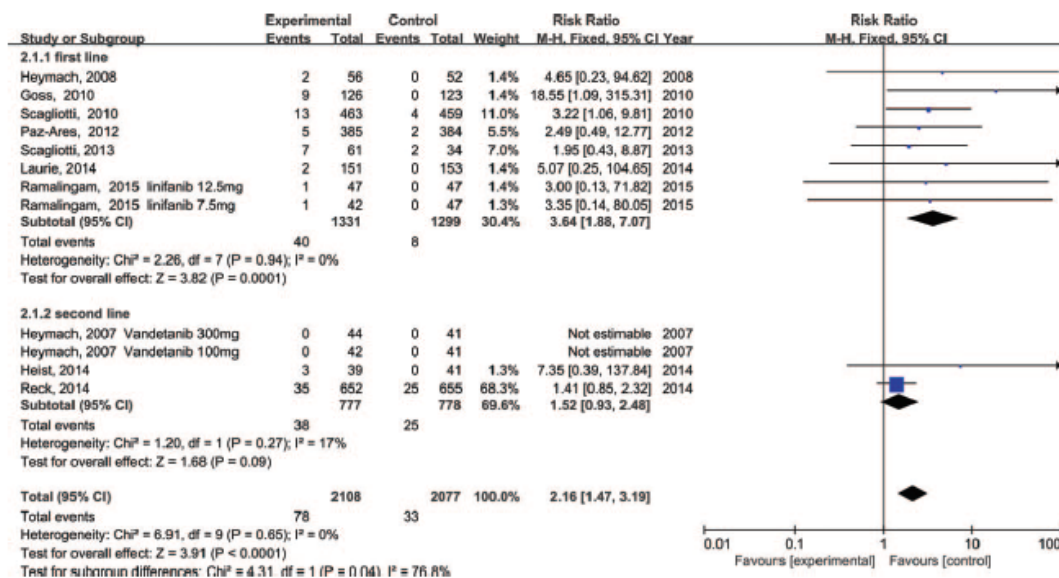 Experimental Control Risk Ratio Risk Ratio
Study or Subgroup Events Total Events Total Weight M-H, Fixed, 95% CI Year M-H, Fixed, 95% CI
2.1.1 first line
Heymach, 2008 2 56 0 52 1.4% 4.65 [0.23, 94.62] 2008
Goss, 2010 9 126 0 123 1.4% 18.55 [1.09, 315.31] 2010
Scagliotti, 2010 13 463 4 459 11.0% 3.22 [1.06, 9.81] 2010
Paz-Ares, 2012 5 385 2 384 5.5% 2.49 [0.49, 12.77] 2012
Scagliotti, 2013 7 61 2 34 7.0% 1.95 [0.43, 8.87] 2013
Laurie, 2014 2 151 0 153 1.4% 5.07 [0.25, 104.65] 2014
Ramalingam, 2015 linifanib 12.5mg 1 47 0 47 1.4% 3.00 [0.13, 71.82] 2015
Ramalingam, 2015 linifanib 7.5mg 1 42 0 47 1.3% 3.35 [0.14, 80.05] 2015
Subtotal (95% CI) 1331 1299 30.4% 3.64 [1.88, 7.07]
Total events 40 8
Heterogeneity: Chi² = 2.26, df = 7 (P = 0.94); I² = 0%
Test for overall effect: Z = 3.82 (P = 0.0001)
2.1.2 second line
Heymach, 2007 Vandetanib 300mg 0 44 0 41 Not estimable 2007
Heymach, 2007 Vandetanib 100mg 0 42 0 41 Not estimable 2007
Heist, 2014 3 39 0 41 1.3% 7.35 [0.39, 137.84] 2014
Reck, 2014 35 652 25 655 68.3% 1.41 [0.85, 2.32] 2014
Subtotal (95% CI) 777 778 69.6% 1.52 [0.93, 2.48]
Total events 38 25
Heterogeneity: Chi² = 1.20, df = 1 (P = 0.27); I² = 17%
Test for overall effect: Z = 1.68 (P = 0.09)
Total (95% CI) 2108 2077 100.0% 2.16 [1.47, 3.19]
Total events 78 33
Heterogeneity: Chi² = 6.91, df = 9 (P = 0.65); I² = 0%
Test for overall effect: Z = 3.91 (P < 0.0001)
Test for subgroup differences: Chi² = 4.31, df = 1 (P = 0.04), I² = 76.8%
0.01 0.1 1 10 100
Favours [experimental] Favours [control]